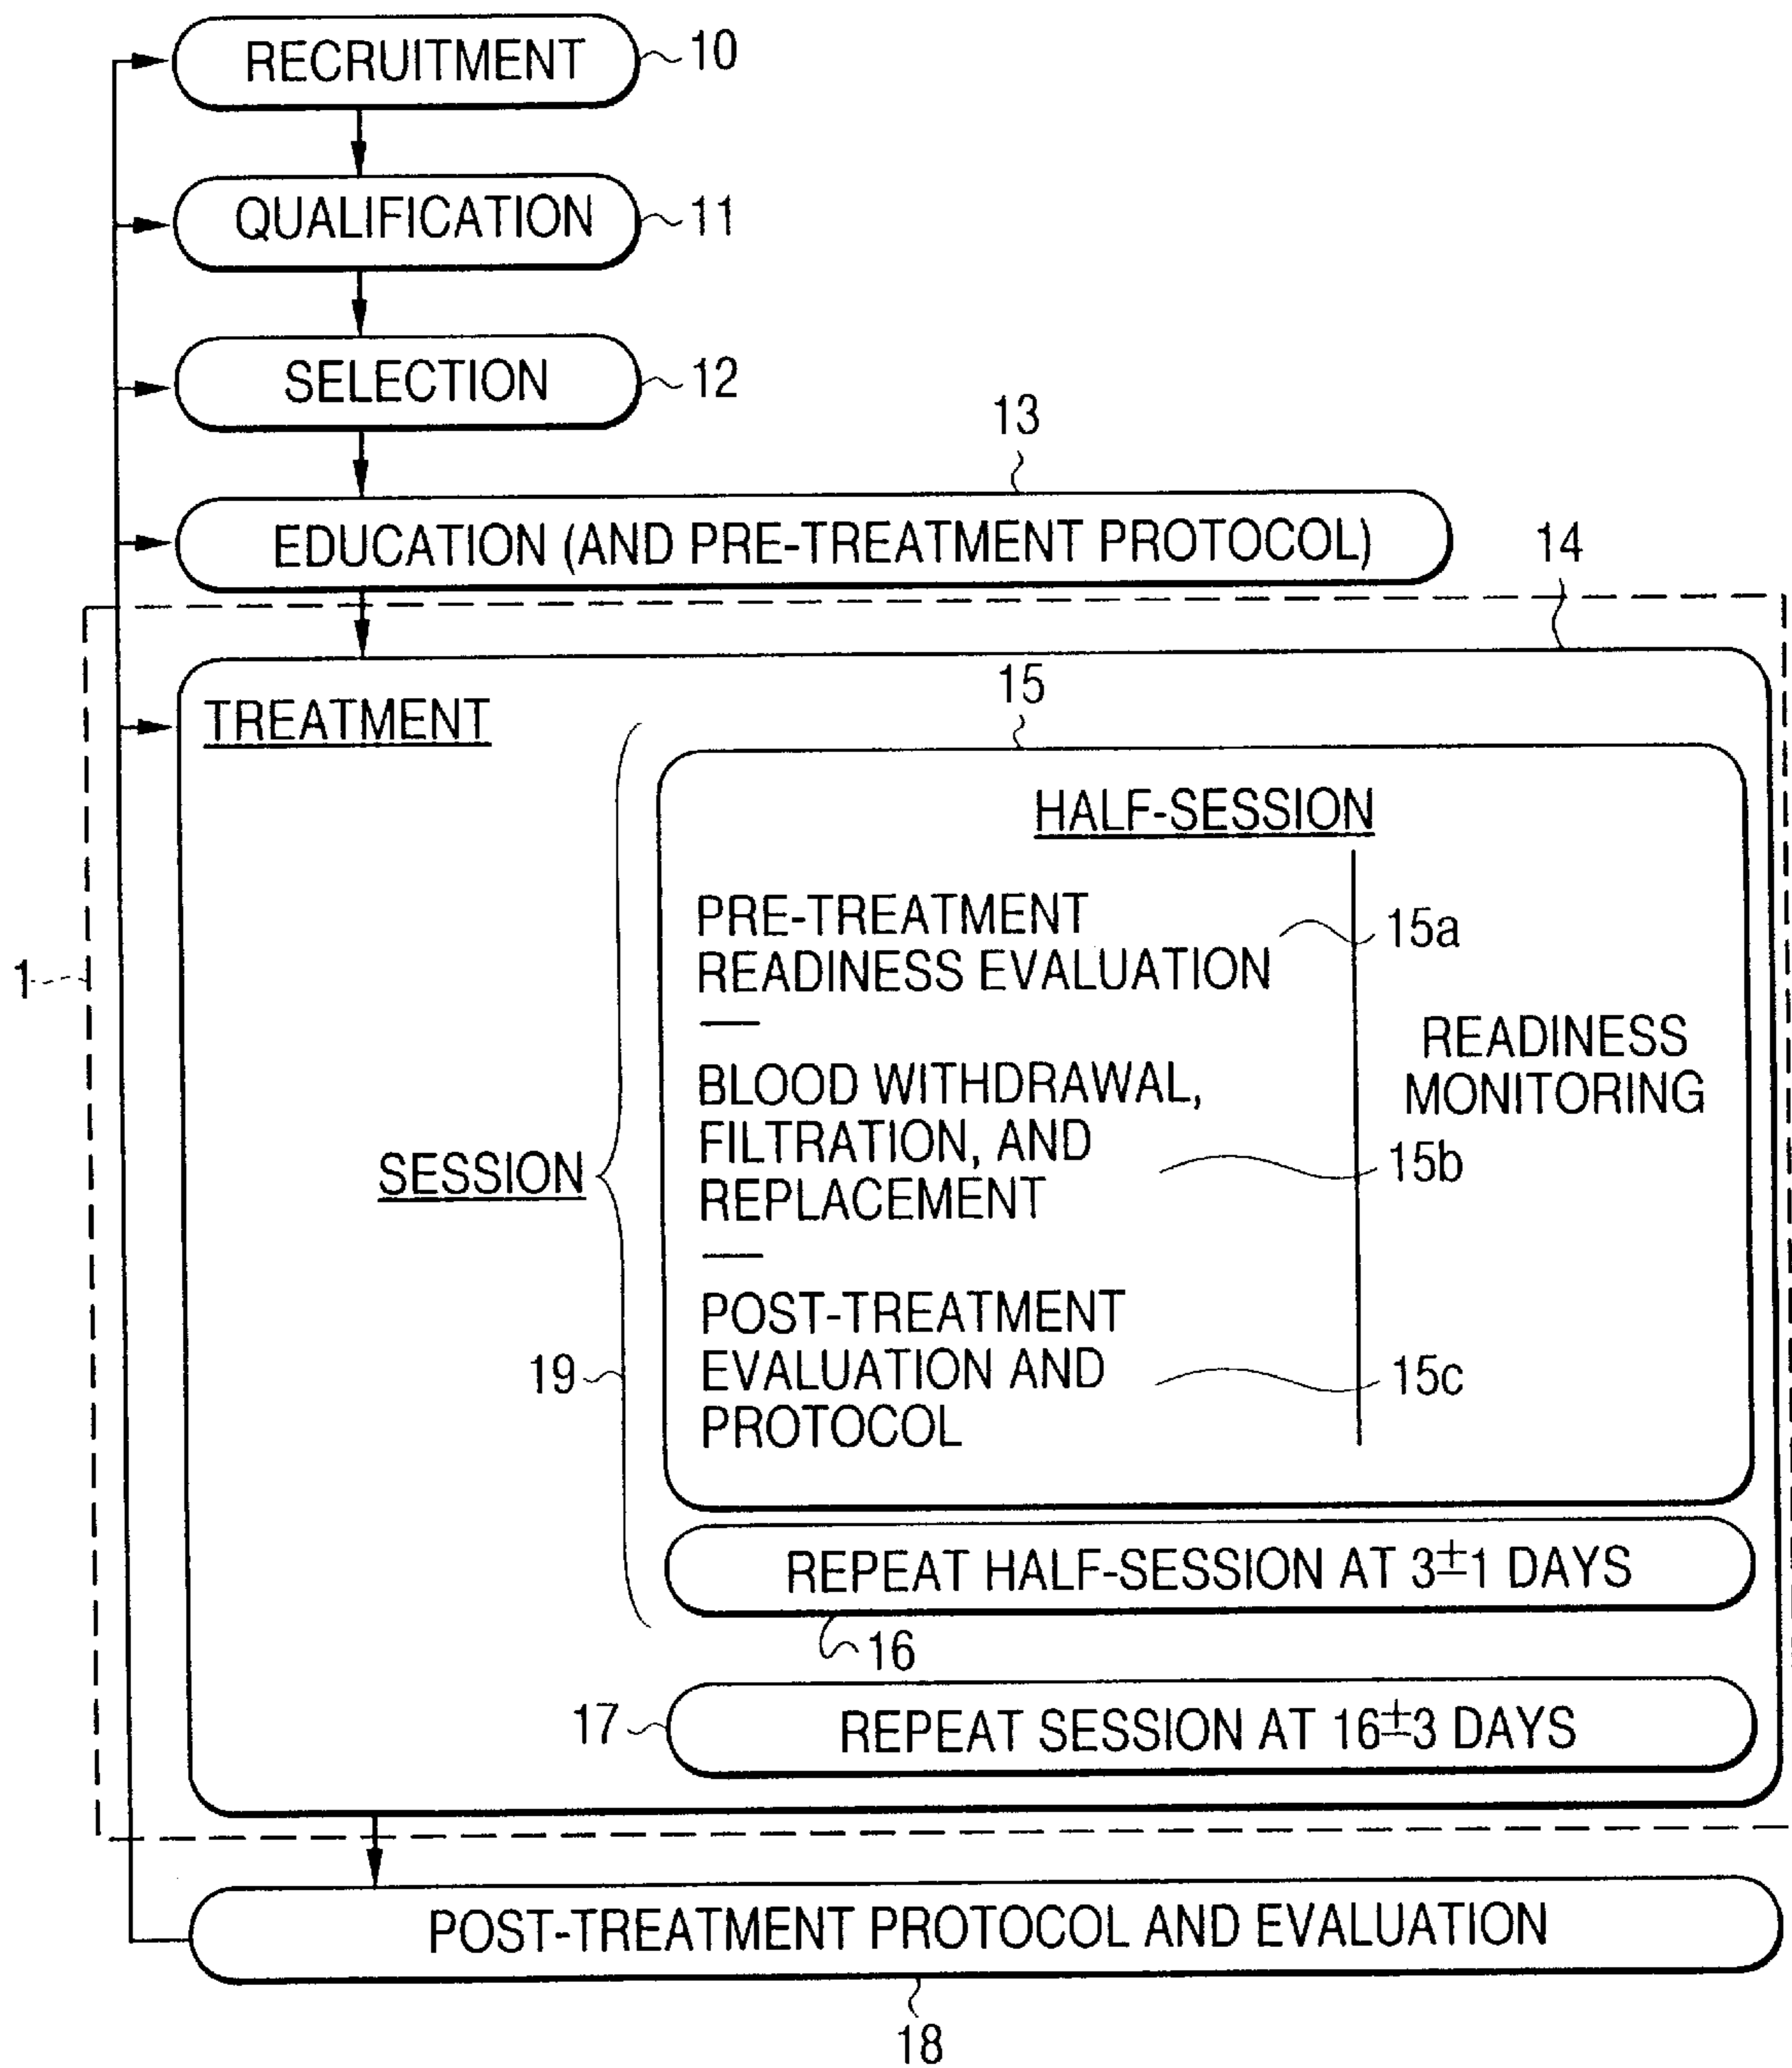 RECRUITMENT 10
QUALIFICATION 11
SELECTION 12
13
EDUCATION (AND PRE-TREATMENT PROTOCOL)
14
TREATMENT
15
HALF-SESSION
PRE-TREATMENT
READINESS EVALUATION
15a
1
READINESS
MONITORING
BLOOD WITHDRAWAL,
FILTRATION, AND
REPLACEMENT
15b
SESSION
POST-TREATMENT
EVALUATION AND
PROTOCOL
15c
19
REPEAT HALF-SESSION AT 3±1 DAYS
16
17
REPEAT SESSION AT 16±3 DAYS
POST-TREATMENT PROTOCOL AND EVALUATION
18